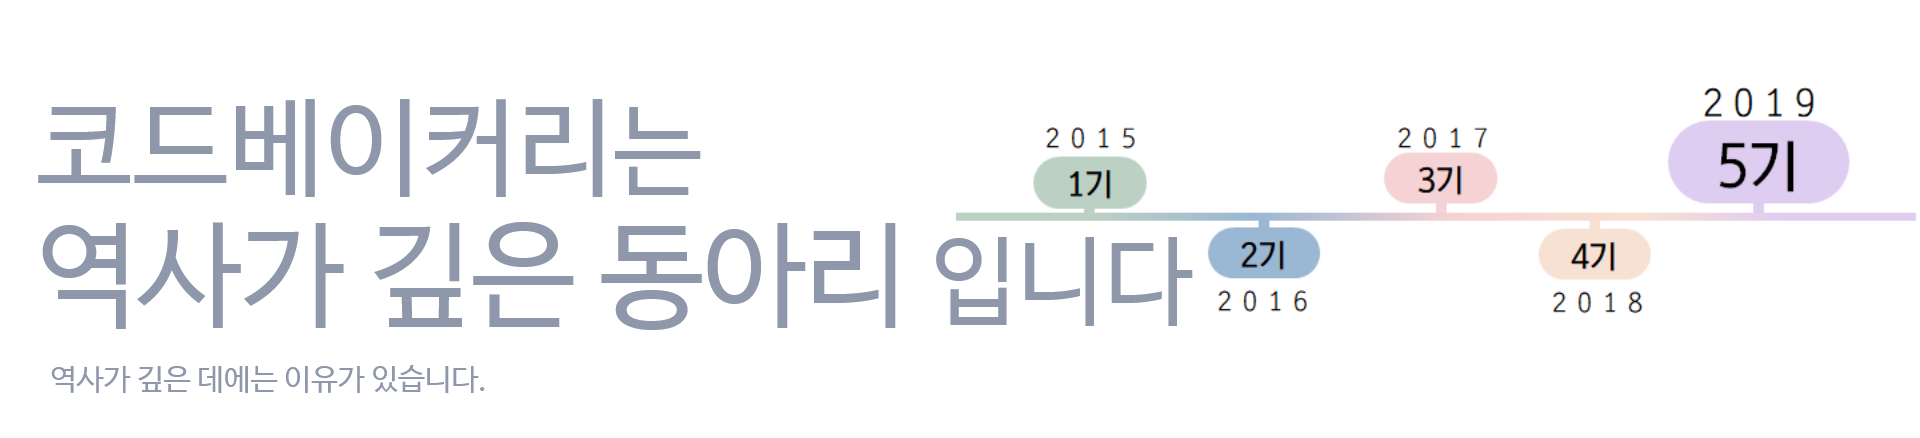 코드베이커리는
역사가 깊은 동아리 입니다
역사가 깊은 데에는 이유가 있습니다.
2015
1기
2기
2016
2017
3기
4기
2018
2019
5기